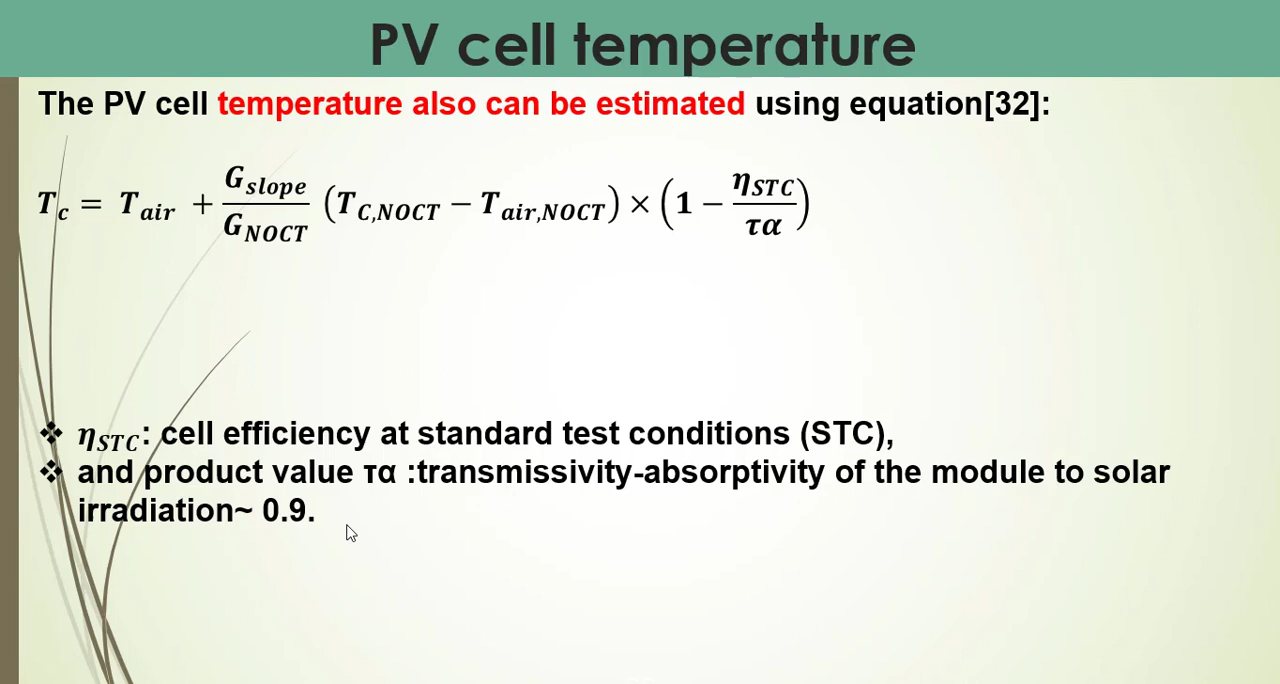 PV cell temperature
The PV cell temperature also can be estimated using equation[32]:
T_c = T_air + G_slope / G_NOCT (T_C,NOCT − T_air,NOCT) × (1 − η_STC / τα)
❖ η_STC: cell efficiency at standard test conditions (STC),
❖ and product value τα :transmissivity-absorptivity of the module to solar
irradiation~ 0.9.